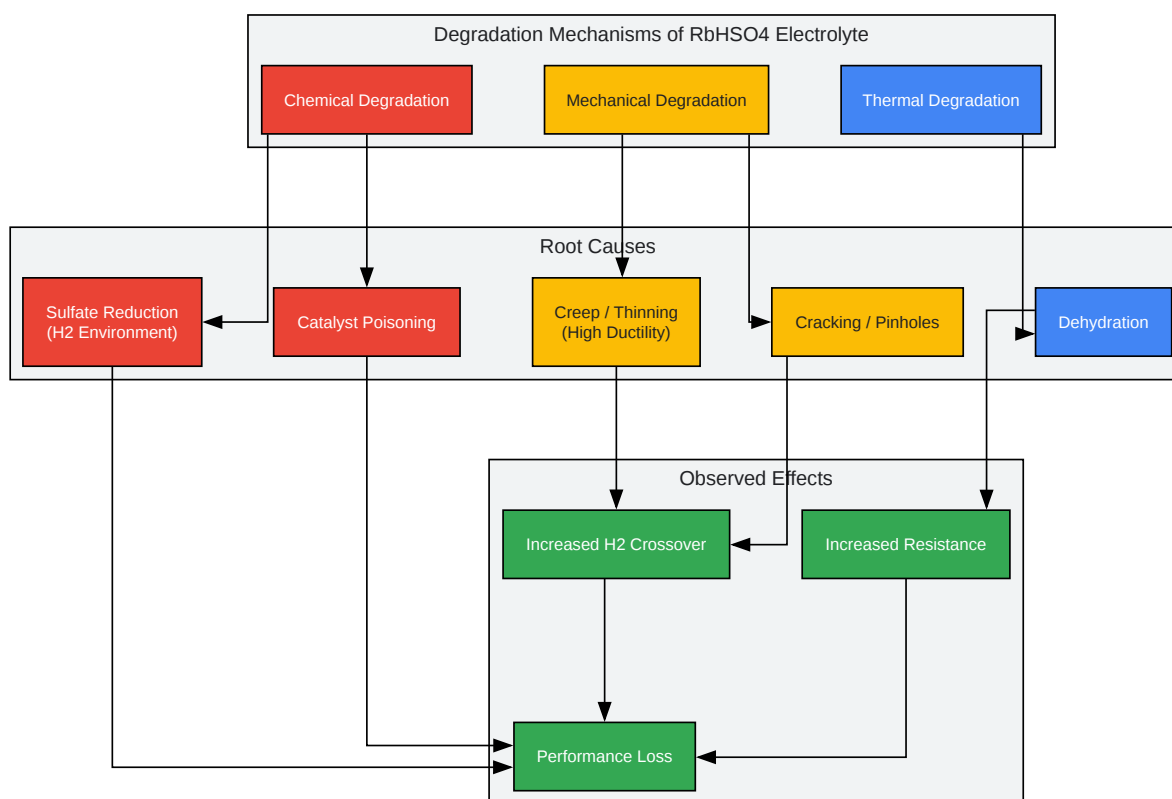 Degradation Mechanisms of RbHSO4 Electrolyte
Chemical Degradation
Mechanical Degradation
Thermal Degradation
Root Causes
Sulfate Reduction
(H2 Environment)
Catalyst Poisoning
Creep / Thinning
(High Ductility)
Cracking / Pinholes
Dehydration
Observed Effects
Increased H2 Crossover
Increased Resistance
Performance Loss